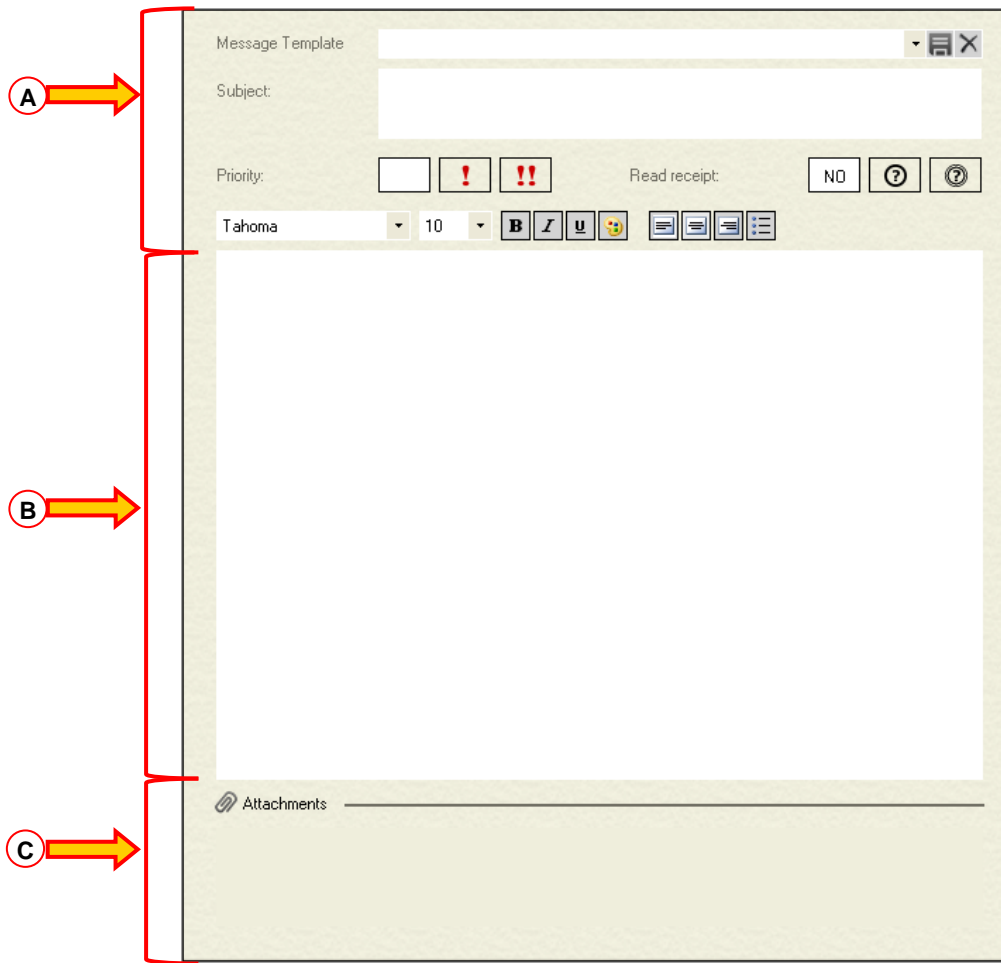 Message Template
A
Subject:
Priority: ! !! Read receipt: NO ? ?
Tahoma 10 B I U
B
Attachments
C